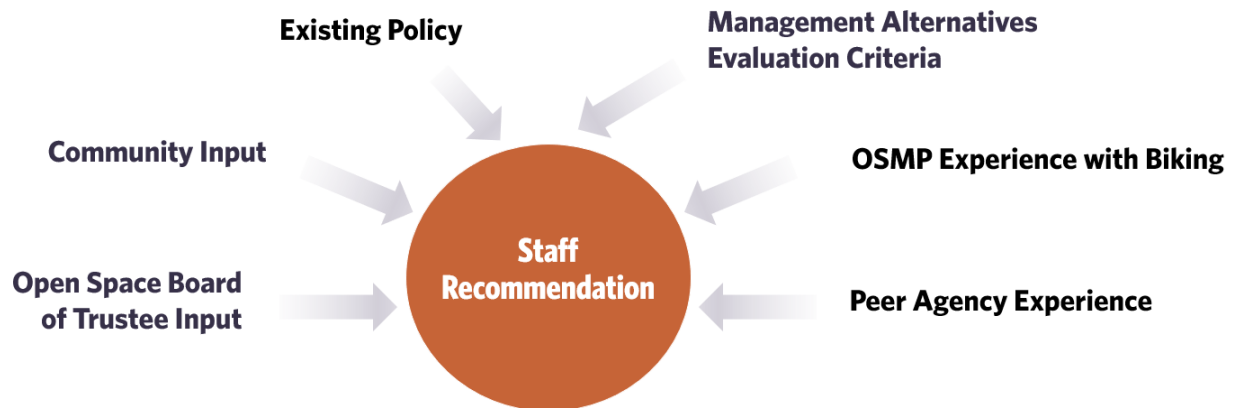 Existing Policy
Management Alternatives
Evaluation Criteria
Community Input
OSMP Experience with Biking
Staff
Recommendation
Open Space Board
of Trustee Input
Peer Agency Experience